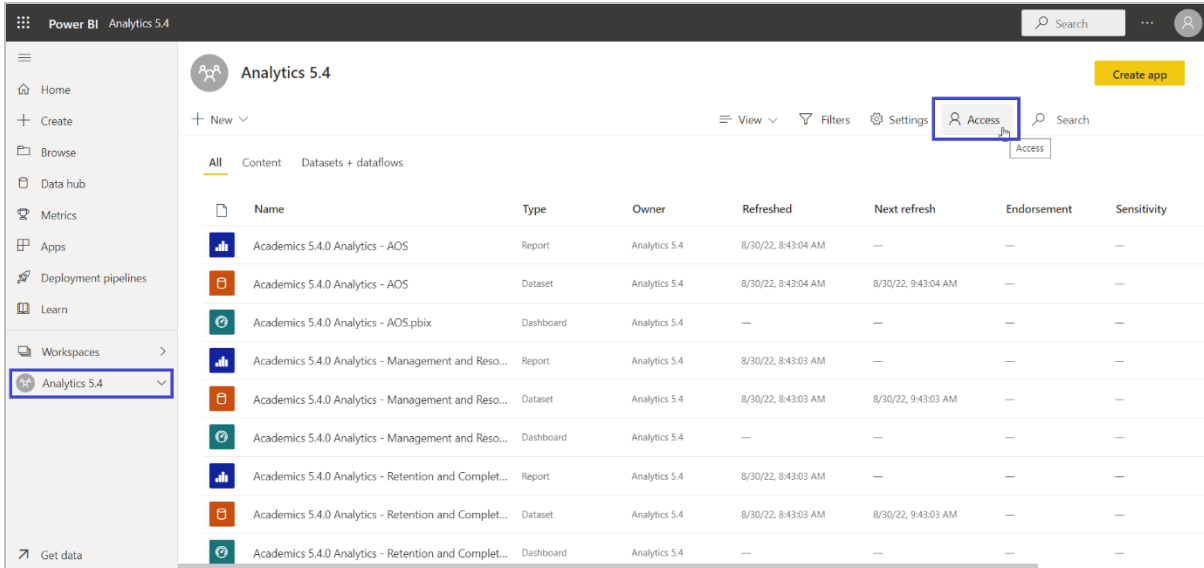 Power BI Analytics 5.4 Search ...
Analytics 5.4 Create app
Home
Create
Browse
Data hub
Metrics
Apps
Deployment pipelines
Learn
Workspaces
Analytics 5.4
Get data
+ New View Filters Settings Access Search
Access
All Content Datasets + dataflows
Name Type Owner Refreshed Next refresh Endorsement Sensitivity
Academics 5.4.0 Analytics - AOS Report Analytics 5.4 8/30/22, 8:43:04 AM — — —
Academics 5.4.0 Analytics - AOS Dataset Analytics 5.4 8/30/22, 8:43:04 AM 8/30/22, 9:43:04 AM — —
Academics 5.4.0 Analytics - AOS.pbix Dashboard Analytics 5.4 — — — —
Academics 5.4.0 Analytics - Management and Reso... Report Analytics 5.4 8/30/22, 8:43:03 AM — — —
Academics 5.4.0 Analytics - Management and Reso... Dataset Analytics 5.4 8/30/22, 8:43:03 AM 8/30/22, 9:43:03 AM — —
Academics 5.4.0 Analytics - Management and Reso... Dashboard Analytics 5.4 — — — —
Academics 5.4.0 Analytics - Retention and Complet... Report Analytics 5.4 8/30/22, 8:43:03 AM — — —
Academics 5.4.0 Analytics - Retention and Complet... Dataset Analytics 5.4 8/30/22, 8:43:03 AM 8/30/22, 9:43:03 AM — —
Academics 5.4.0 Analytics - Retention and Complet... Dashboard Analytics 5.4 — — — —